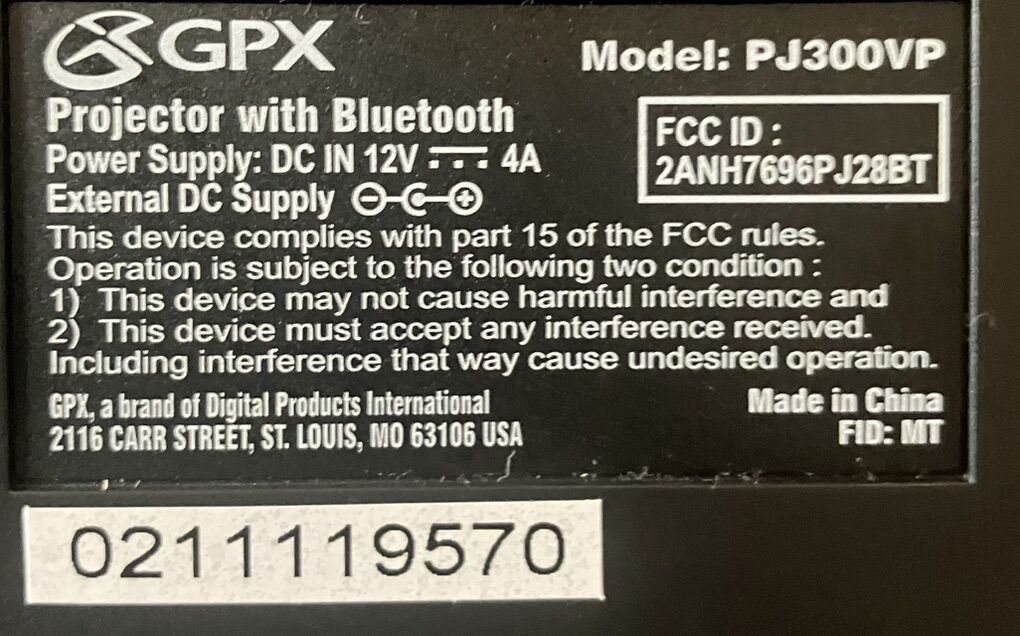 GPX
Model: PJ300VP
Projector with Bluetooth
FCC ID :
2ANH7696PJ28BT
Power Supply: DC IN 12V 4A
External DC Supply
This device complies with part 15 of the FCC rules.
Operation is subject to the following two condition :
1) This device may not cause harmful interference and
2) This device must accept any interference received.
Including interference that way cause undesired operation.
GPX, a brand of Digital Products International
2116 CARR STREET, ST. LOUIS, MO 63106 USA
Made in China
FID: MT
0211119570